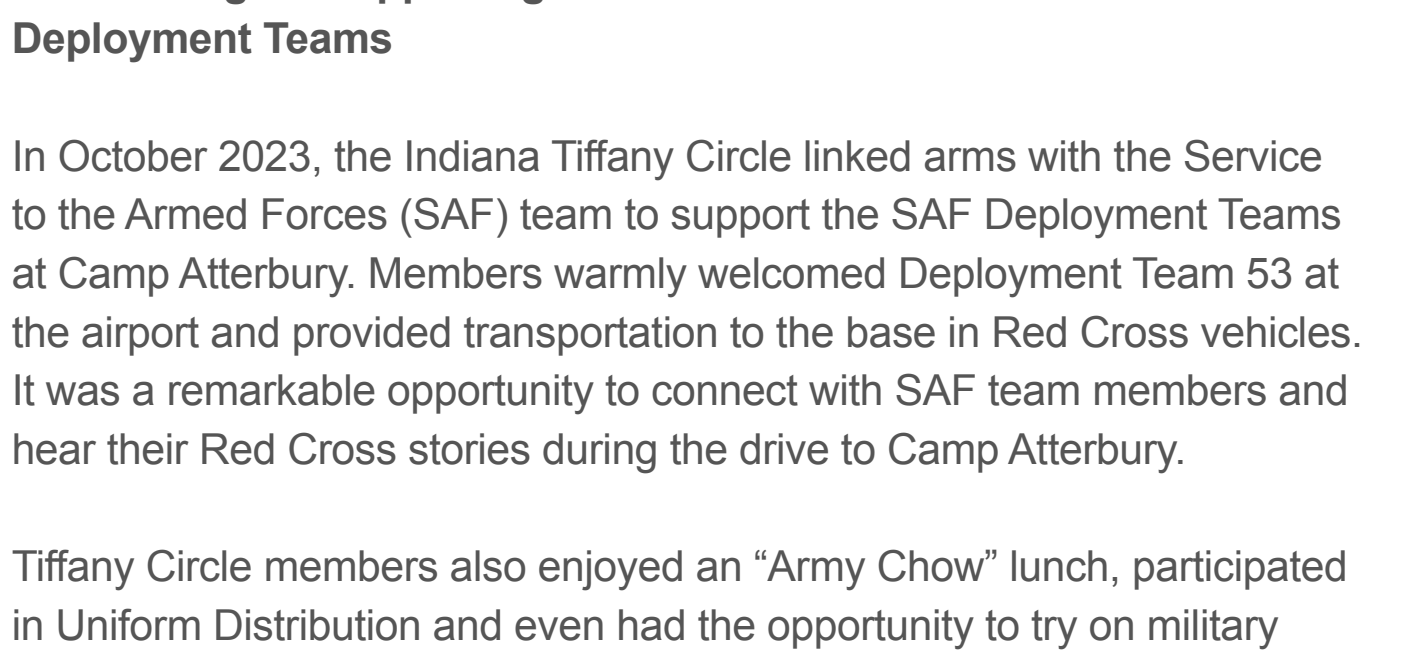 Deployment Teams
In October 2023, the Indiana Tiffany Circle linked arms with the Service
to the Armed Forces (SAF) team to support the SAF Deployment Teams
at Camp Atterbury. Members warmly welcomed Deployment Team 53 at
the airport and provided transportation to the base in Red Cross vehicles.
It was a remarkable opportunity to connect with SAF team members and
hear their Red Cross stories during the drive to Camp Atterbury.
Tiffany Circle members also enjoyed an “Army Chow” lunch, participated
in Uniform Distribution and even had the opportunity to try on military